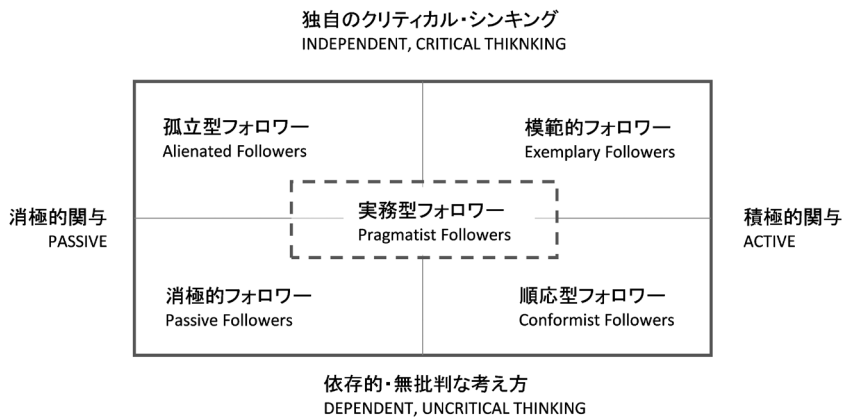 独自のクリティカル・シンキング
INDEPENDENT, CRITICAL THIKNKING
孤立型フォロワー
Alienated Followers
模範的フォロワー
Exemplary Followers
消極的関与
PASSIVE
実務型フォロワー
Pragmatist Followers
積極的関与
ACTIVE
消極的フォロワー
Passive Followers
順応型フォロワー
Conformist Followers
依存的・無批判な考え方
DEPENDENT, UNCRITICAL THINKING